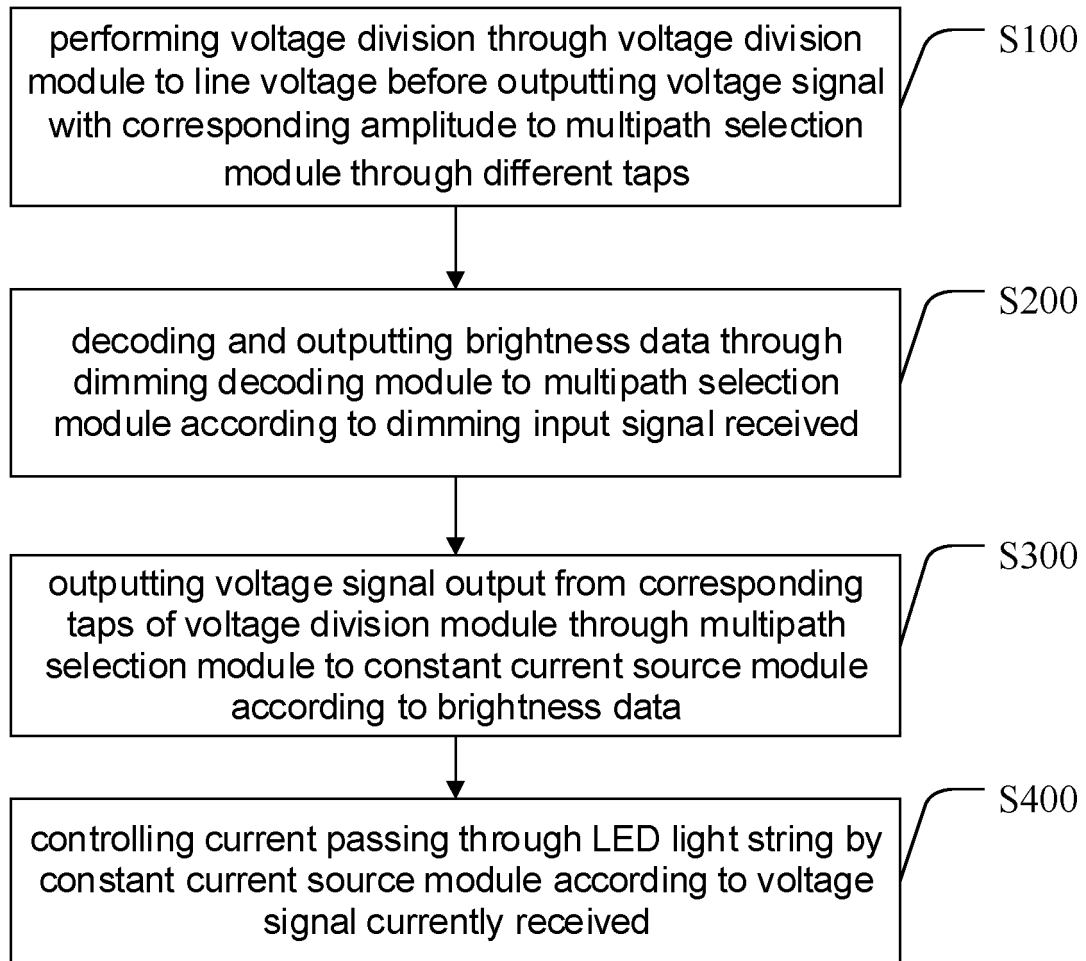 performing voltage division through voltage division
module to line voltage before outputting voltage signal
with corresponding amplitude to multipath selection
module through different taps
S100
decoding and outputting brightness data through
dimming decoding module to multipath selection
module according to dimming input signal received
S200
outputting voltage signal output from corresponding
taps of voltage division module through multipath
selection module to constant current source module
according to brightness data
S300
controlling current passing through LED light string by
constant current source module according to voltage
signal currently received
S400